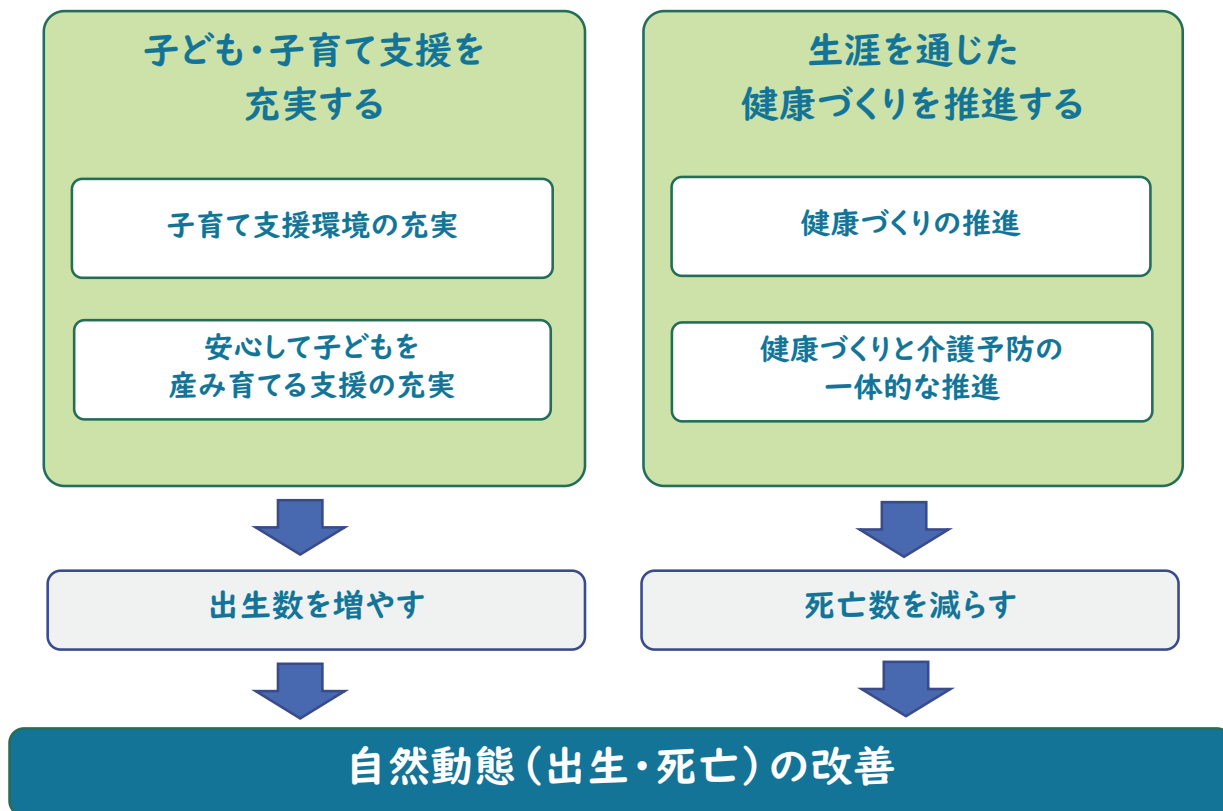 子ども・子育て支援を
充実する
子育て支援環境の充実
安心して子どもを
産み育てる支援の充実
出生数を増やす
生涯を通じた
健康づくりを推進する
健康づくりの推進
健康づくりと介護予防の
一体的な推進
死亡数を減らす
自然動態（出生・死亡）の改善